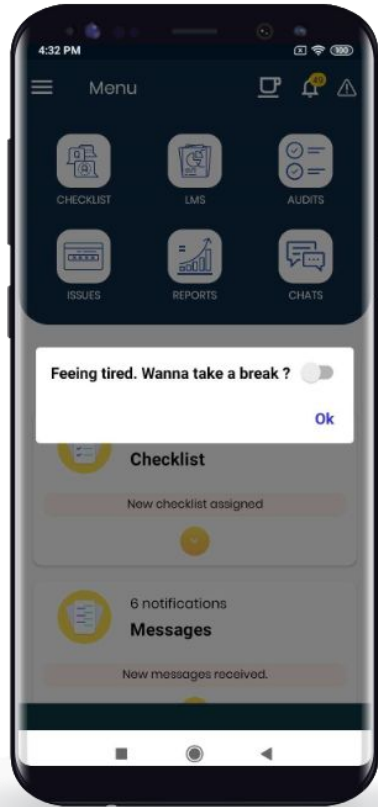 4:32 PM
100
Menu
49
CHECKLIST
LMS
AUDITS
ISSUES
REPORTS
CHATS
Feeing tired. Wanna take a break ?
Ok
Checklist
New checklist assigned
6 notifications
Messages
New messages received.